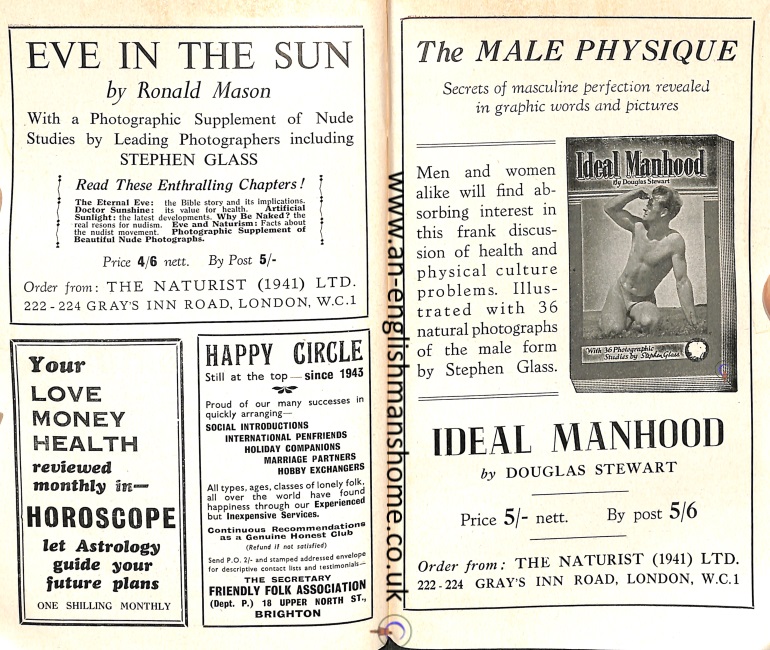 EVE IN THE SUN
by Ronald Mason
With a Photographic Supplement of Nude
Studies by Leading Photographers including
STEPHEN GLASS
Read These Enthralling Chapters!
The Eternal Eve: the Bible story and its implications.
Doctor Sunshine: its value for health. Artificial
Sunlight: the latest developments. Why Be Naked? the
real resons for nudism. Eve and Naturism: Facts about
the nudist movement. Photographic Supplement of
Beautiful Nude Photographs.
Price 4/6 nett. By Post 5/-
Order from: THE NATURIST (1941) LTD.
222-224 GRAY'S INN ROAD, LONDON, W.C.1
Your
LOVE
MONEY
HEALTH
reviewed
monthly in—
HOROSCOPE
let Astrology
guide your
future plans
ONE SHILLING MONTHLY
HAPPY CIRCLE
Still at the top — since 1943
Proud of our many successes in
quickly arranging—
SOCIAL INTRODUCTIONS
INTERNATIONAL PENFRIENDS
HOLIDAY COMPANIONS
MARRIAGE PARTNERS
HOBBY EXCHANGERS
All types, ages, classes of lonely folk,
all over the world have found
happiness through our Experienced
but Inexpensive Services.
Continuous Recommendations
as a Genuine Honest Club
(Refund if not satisfied)
Send P.O. 2/- and stamped addressed envelope
for descriptive contact lists and testimonials—
THE SECRETARY
FRIENDLY FOLK ASSOCIATION
(Dept. P.) 18 UPPER NORTH ST.,
BRIGHTON
www.an-englishmanshome.co.uk
The MALE PHYSIQUE
Secrets of masculine perfection revealed
in graphic words and pictures
Men and women
alike will find ab-
sorbing interest in
this frank discus-
sion of health and
physical culture
problems. Illus-
trated with 36
natural photographs
of the male form
by Stephen Glass.
Ideal Manhood
By Douglas Stewart
With 36 Photographic
Studies by Stephen Glass
IDEAL MANHOOD
by DOUGLAS STEWART
Price 5/- nett. By post 5/6
Order from: THE NATURIST (1941) LTD.
222-224 GRAY'S INN ROAD, LONDON, W.C.1